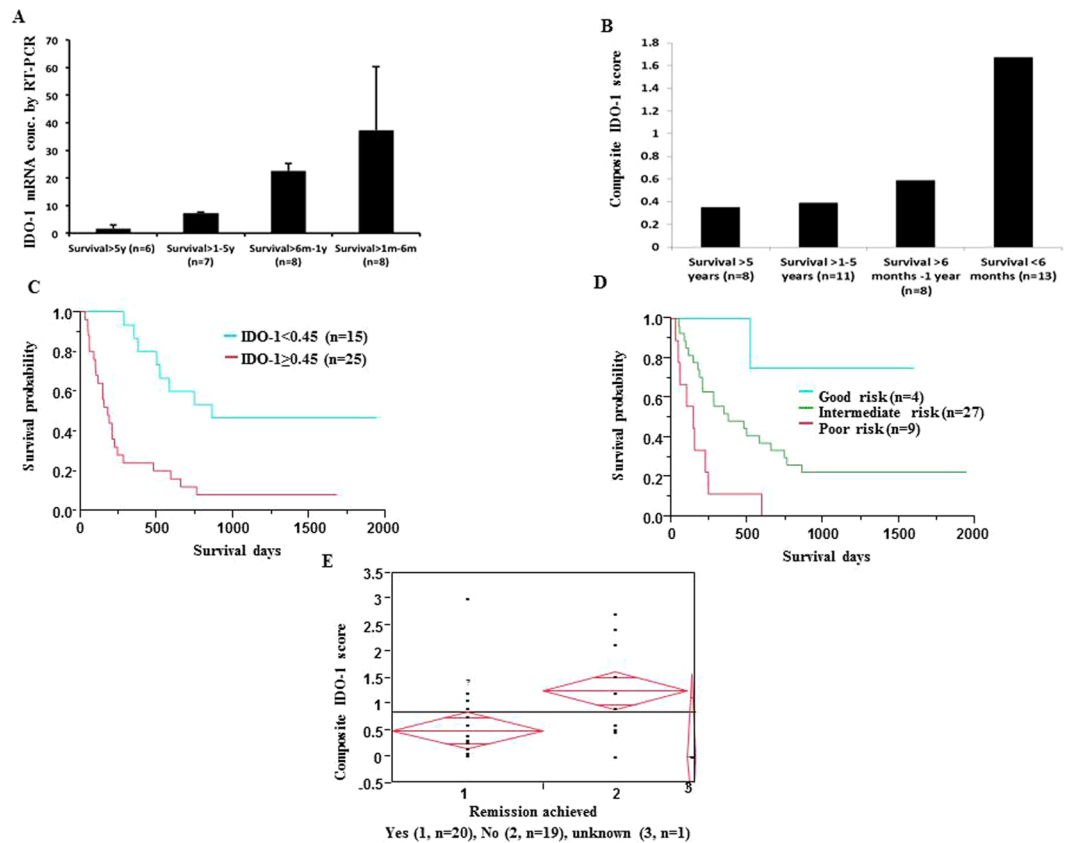 A
IDO-1 mRNA conc. by RT-PCR
70
60
50
40
30
20
10
0
Survival>5y (n=6)
Survival>1-5y
(n=7)
Survival>6m-1y
(n=8)
Survival>1m-6m
(n=8)
B
Composite IDO-1 score
1.8
1.6
1.4
1.2
1
0.8
0.6
0.4
0.2
0
Survival >5
years (n=8)
Survival >1-5
years (n=11)
Survival >6
months -1 year
(n=8)
Survival <6
months (n=13)
C
Survival probability
1.0
0.8
0.6
0.4
0.2
0.0
IDO-1<0.45 (n=15)
IDO-1≥0.45 (n=25)
0 500 1000 1500 2000
Survival days
D
Survival probability
1.0
0.8
0.6
0.4
0.2
0.0
Good risk (n=4)
Intermediate risk (n=27)
Poor risk (n=9)
0 500 1000 1500 2000
Survival days
E
Composite IDO-1 score
3.5
3
2.5
2
1.5
1
0.5
0
-0.5
1 2 3
Remission achieved
Yes (1, n=20), No (2, n=19), unknown (3, n=1)